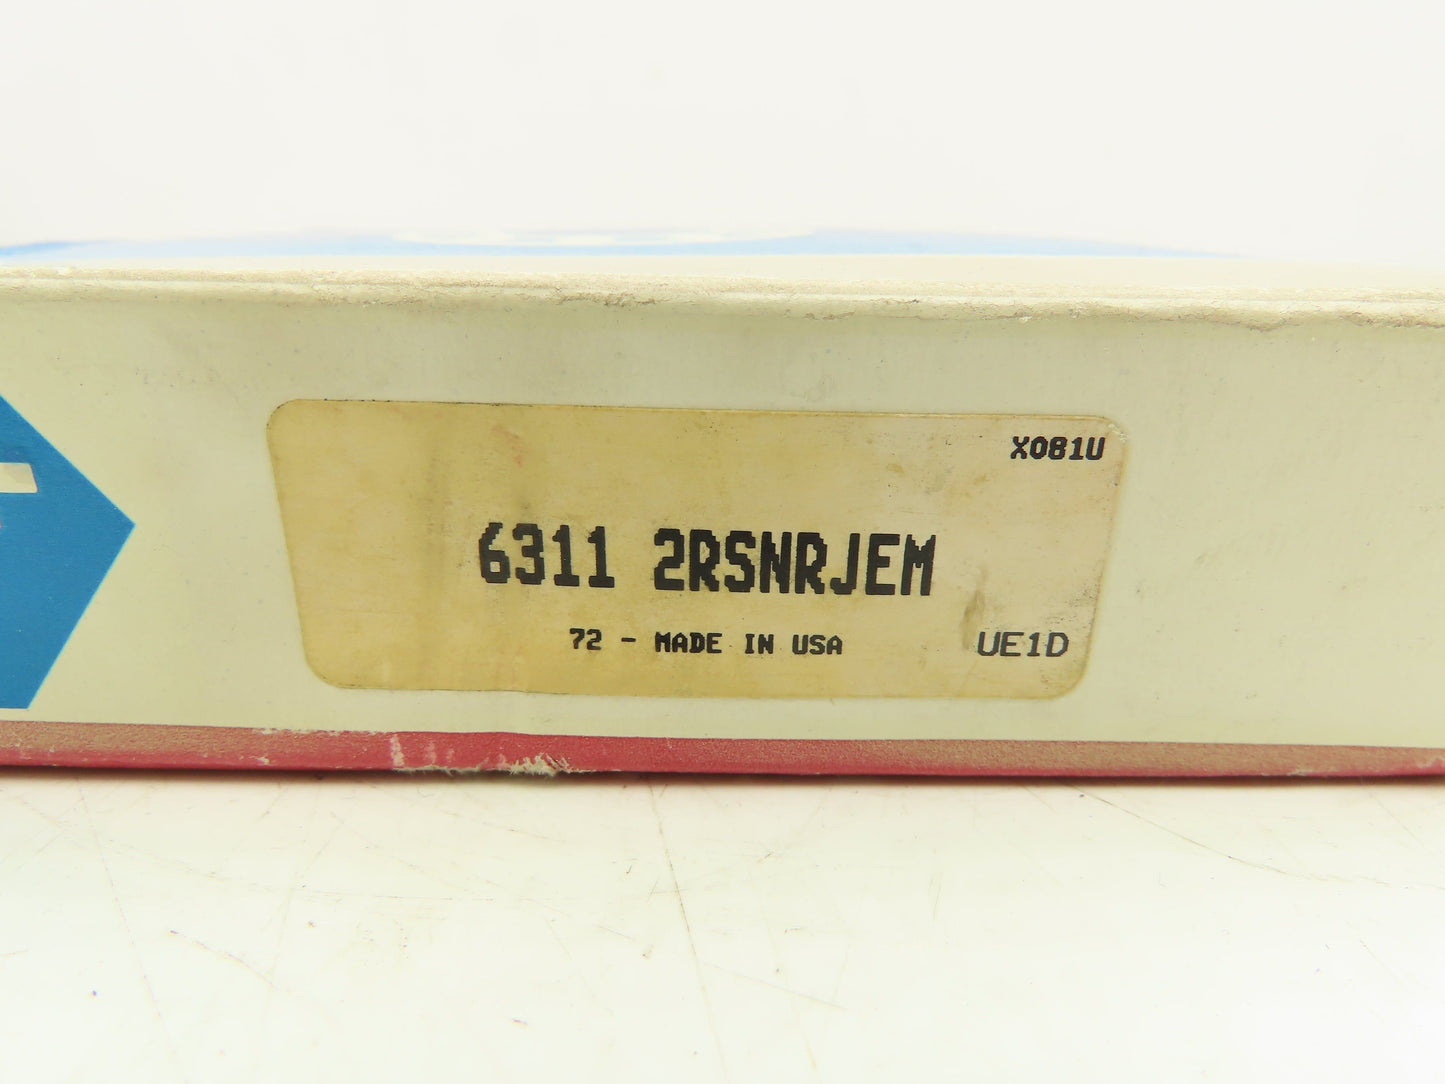 X081U
6311 2RSNRJEM
72 - MADE IN USA
UE1D